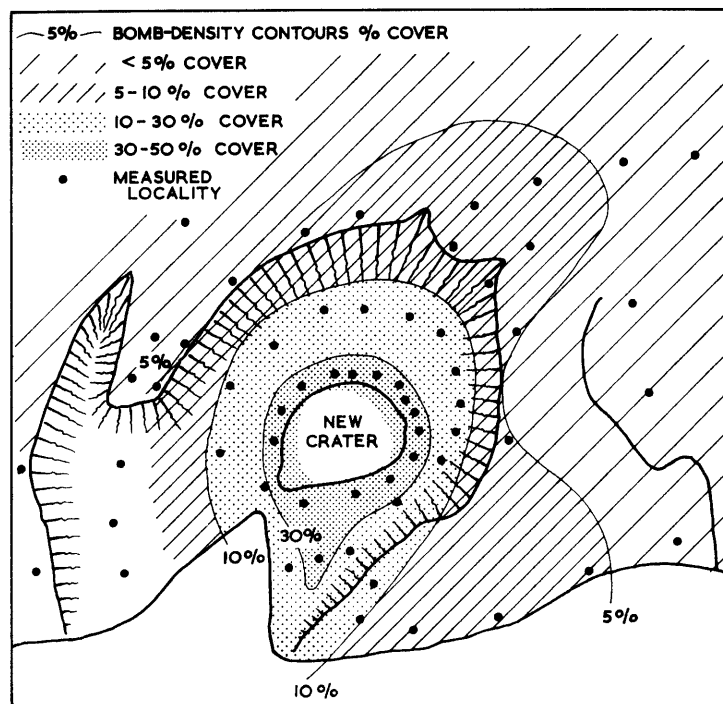 5% BOMB-DENSITY CONTOURS % COVER
< 5% COVER
5-10% COVER
10-30% COVER
30-50% COVER
MEASURED
LOCALITY
5%
NEW
CRATER
30%
10%
5%
10%